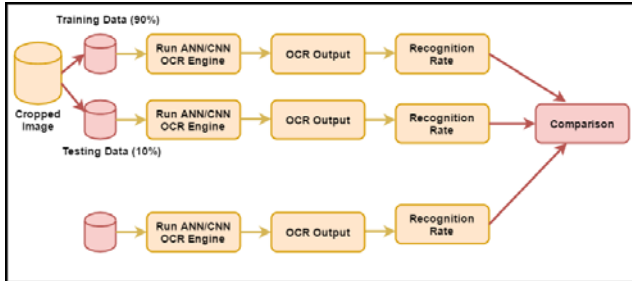 Training Data (90%)
Run ANN/CNN
OCR Engine
OCR Output
Recognition
Rate
Cropped
Image
Run ANN/CNN
OCR Engine
OCR Output
Recognition
Rate
Comparison
Testing Data (10%)
Run ANN/CNN
OCR Engine
OCR Output
Recognition
Rate